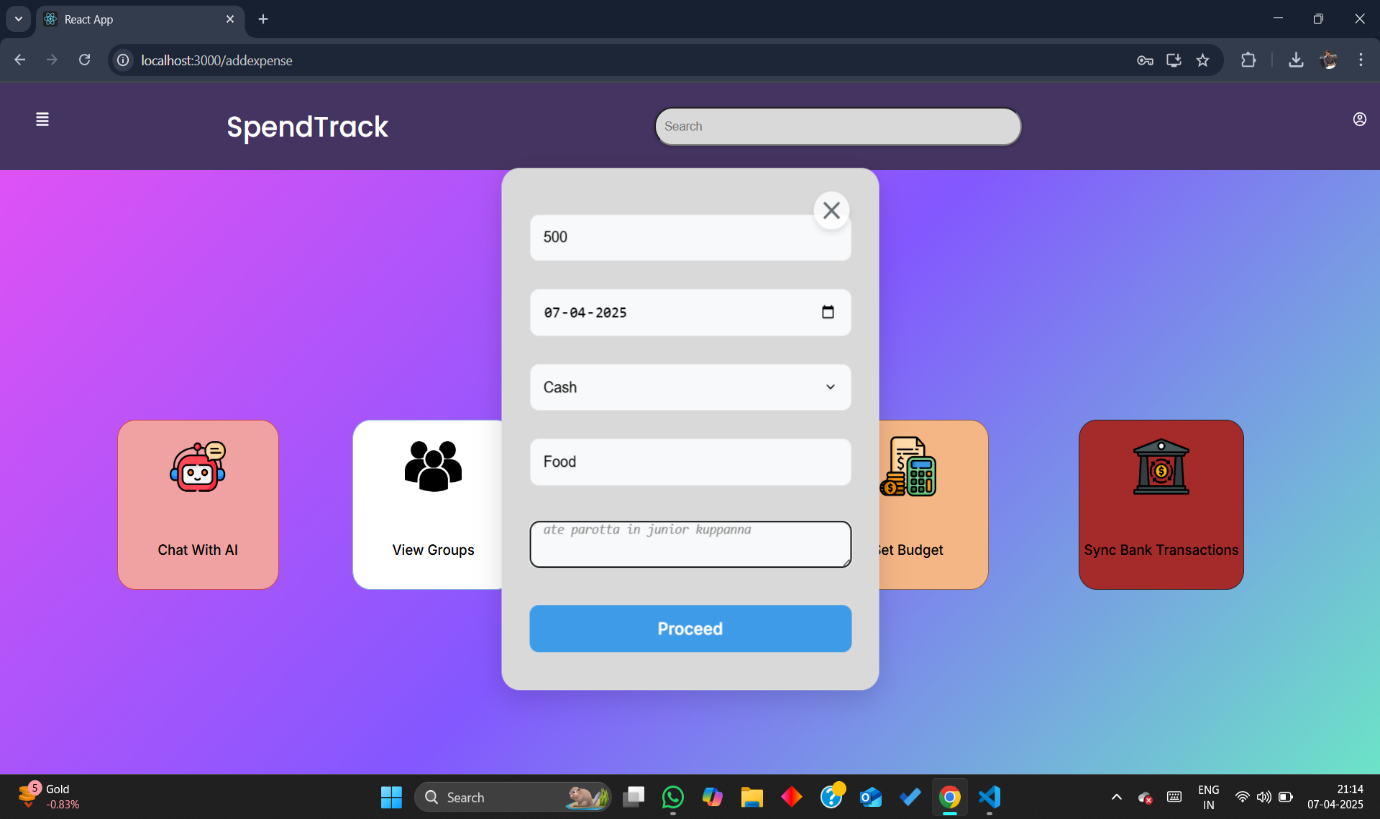 React App
localhost:3000/addexpense
SpendTrack
Search
500
07-04-2025
Cash
Food
ate parotta in junior kuppanna
Proceed
Chat With AI
View Groups
Set Budget
Sync Bank Transactions
5
Gold
-0.83%
Search
ENG
IN
21:14
07-04-2025